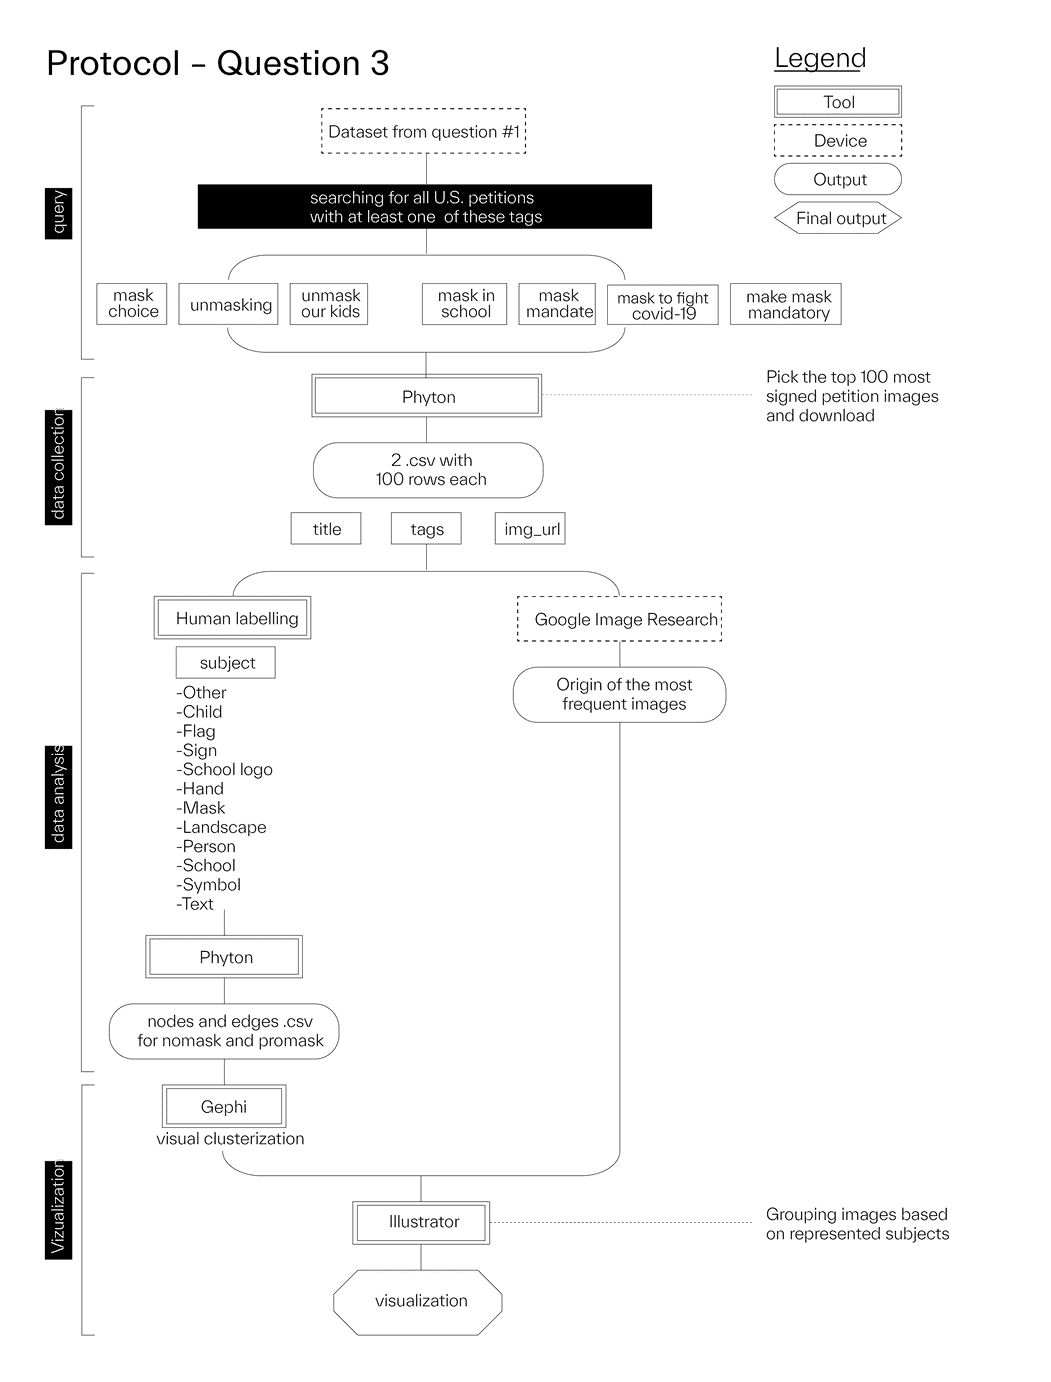 Protocol – Question 3
Legend
Tool
Device
Output
Final output
query
Dataset from question #1
searching for all U.S. petitions
with at least one  of these tags
mask
choice
unmasking
unmask
our kids
mask in
school
mask
mandate
mask to fight
covid-19
make mask
mandatory
data collection
Phyton
Pick the top 100 most
signed petition images
and download
2 .csv with
100 rows each
title
tags
img_url
data analysis
Human labelling
Google Image Research
subject
-Other
-Child
-Flag
-Sign
-School logo
-Hand
-Mask
-Landscape
-Person
-School
-Symbol
-Text
Origin of the most
frequent images
Phyton
nodes and edges .csv
for nomask and promask
Vizualization
Gephi
visual clusterization
Illustrator
Grouping images based
on represented subjects
visualization